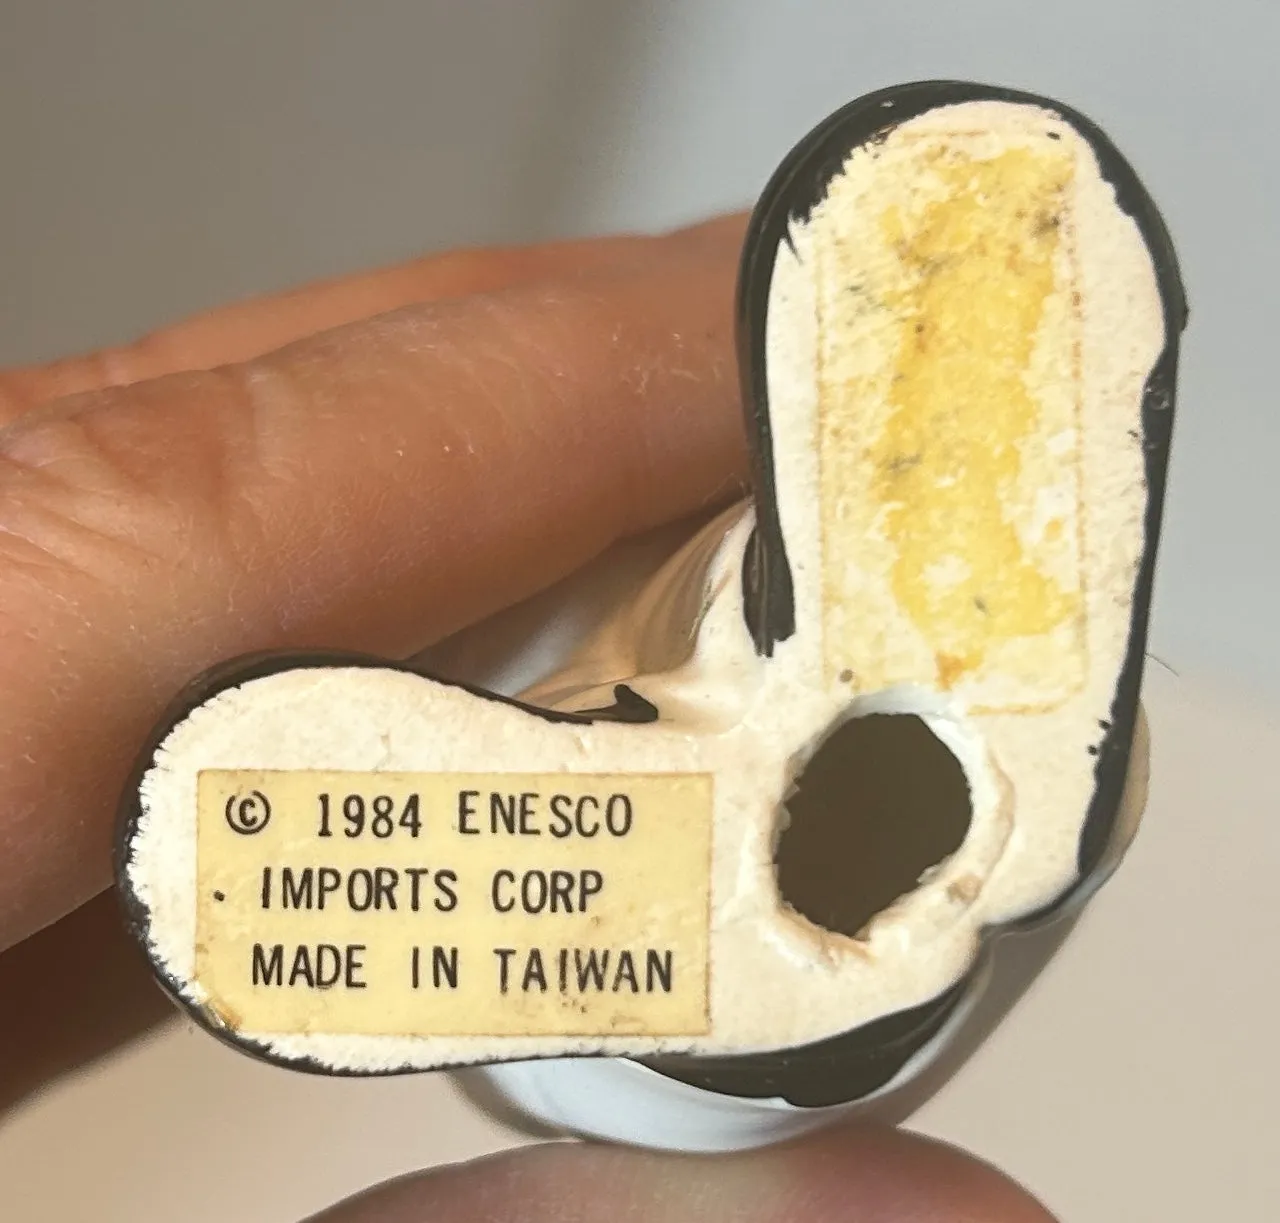 © 1984 ENESCO
IMPORTS CORP
MADE IN TAIWAN